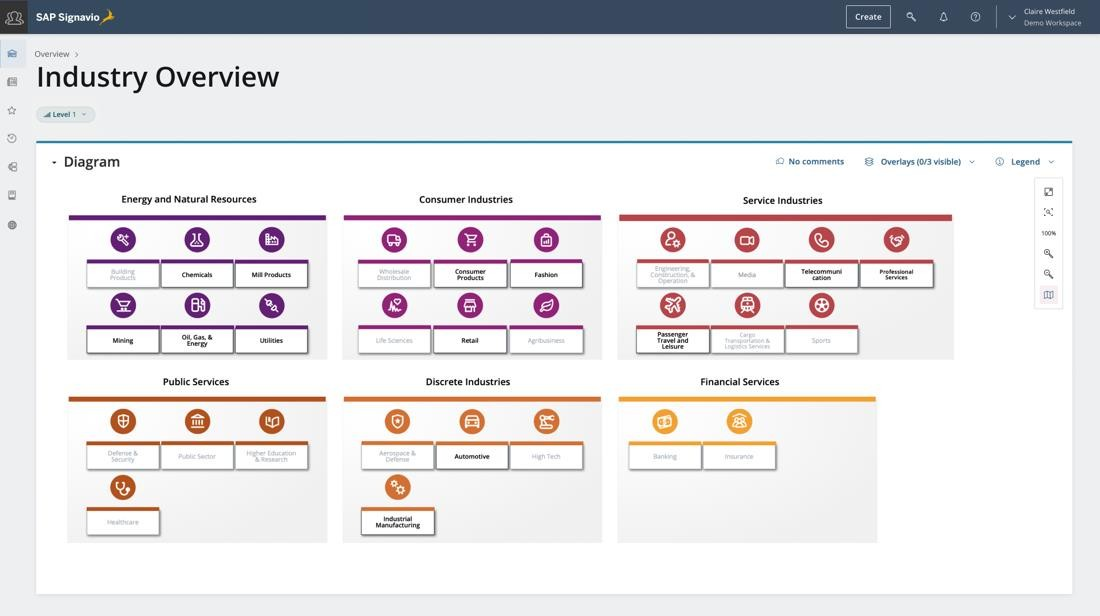 SAP Signavio
Create
Claire Westfield
Demo Workspace
Overview
Industry Overview
Level 1
Diagram
No comments
Overlays (0/3 visible)
Legend
100%
Energy and Natural Resources
Building
Products
Chemicals
Mill Products
Mining
Oil, Gas, &
Energy
Utilities
Consumer Industries
Wholesale
Distribution
Consumer
Products
Fashion
Life Sciences
Retail
Agribusiness
Service Industries
Engineering,
Construction, &
Operation
Media
Telecommuni
cation
Professional
Services
Passenger
Travel and
Leisure
Cargo
Transportation &
Logistics Services
Sports
Public Services
Defense &
Security
Public Sector
Higher Education
& Research
Healthcare
Discrete Industries
Aerospace &
Defense
Automotive
High Tech
Industrial
Manufacturing
Financial Services
Banking
Insurance